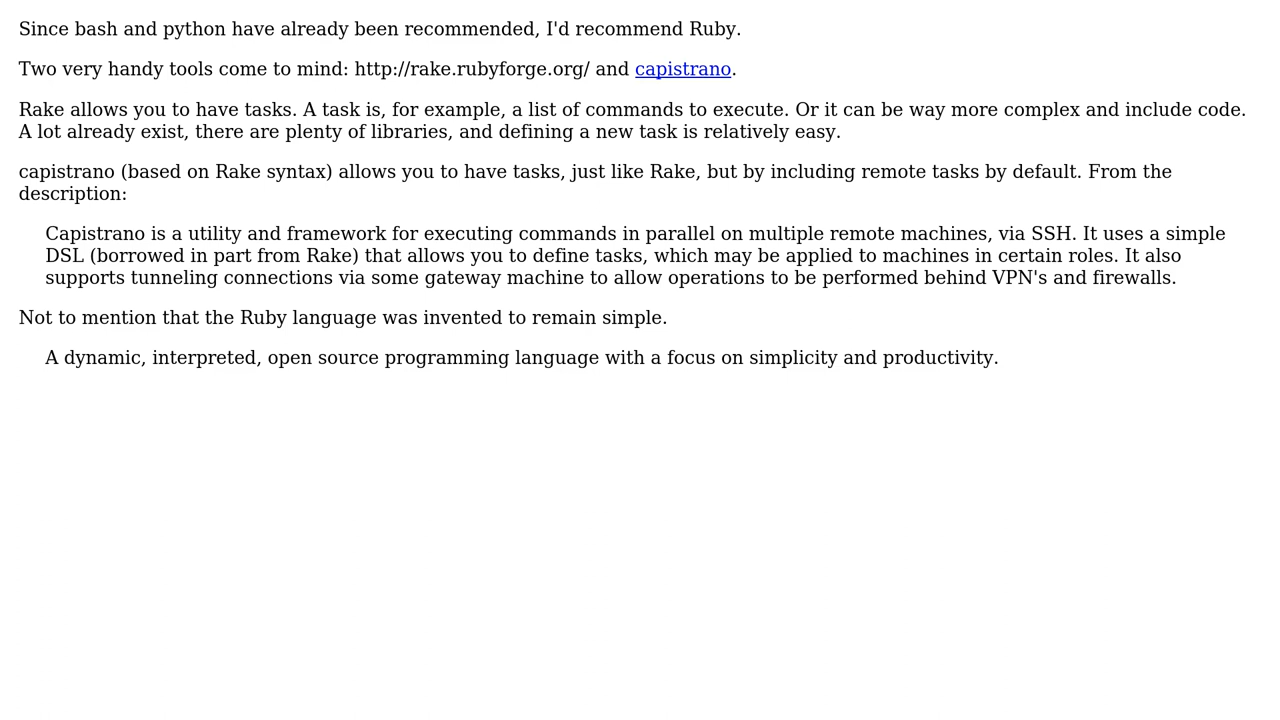 Since bash and python have already been recommended, I'd recommend Ruby.
Two very handy tools come to mind: http://rake.rubyforge.org/ and capistrano.
Rake allows you to have tasks. A task is, for example, a list of commands to execute. Or it can be way more complex and include code.
A lot already exist, there are plenty of libraries, and defining a new task is relatively easy.
capistrano (based on Rake syntax) allows you to have tasks, just like Rake, but by including remote tasks by default. From the
description:
Capistrano is a utility and framework for executing commands in parallel on multiple remote machines, via SSH. It uses a simple
DSL (borrowed in part from Rake) that allows you to define tasks, which may be applied to machines in certain roles. It also
supports tunneling connections via some gateway machine to allow operations to be performed behind VPN's and firewalls.
Not to mention that the Ruby language was invented to remain simple.
A dynamic, interpreted, open source programming language with a focus on simplicity and productivity.